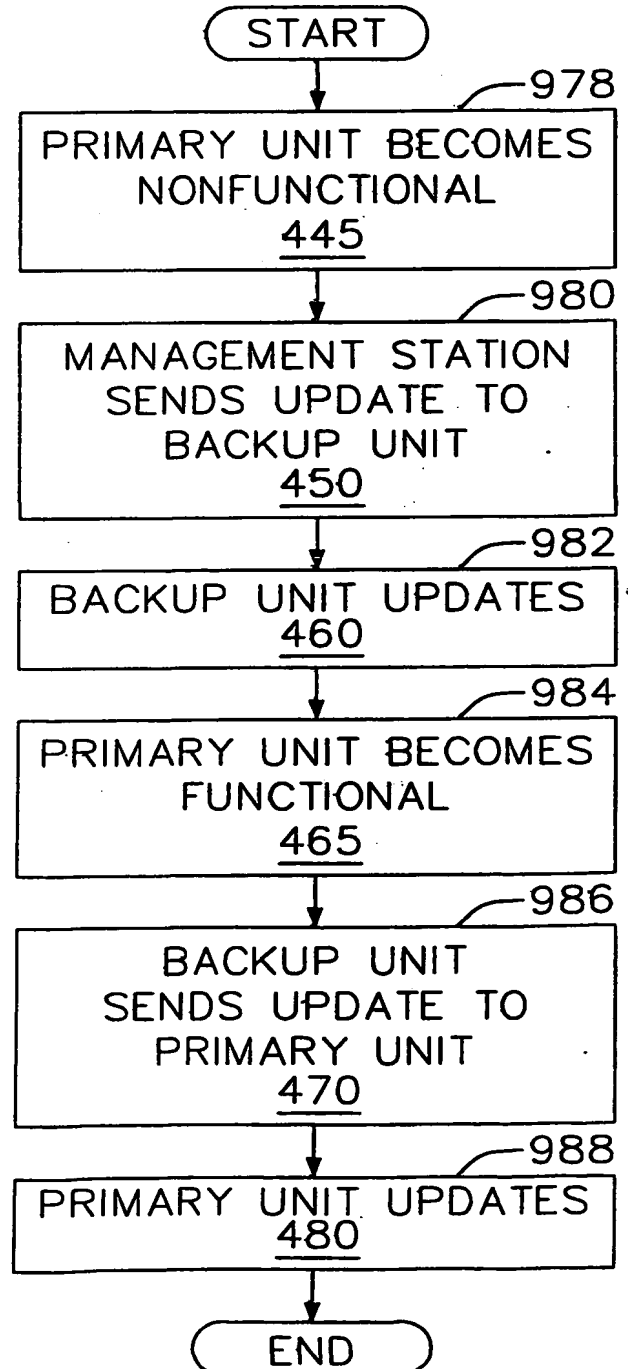 START
978
PRIMARY UNIT BECOMES
NONFUNCTIONAL
445
980
MANAGEMENT STATION
SENDS UPDATE TO
BACKUP UNIT
450
982
BACKUP UNIT UPDATES
460
984
PRIMARY UNIT BECOMES
FUNCTIONAL
465
986
BACKUP UNIT
SENDS UPDATE TO
PRIMARY UNIT
470
988
PRIMARY UNIT UPDATES
480
END